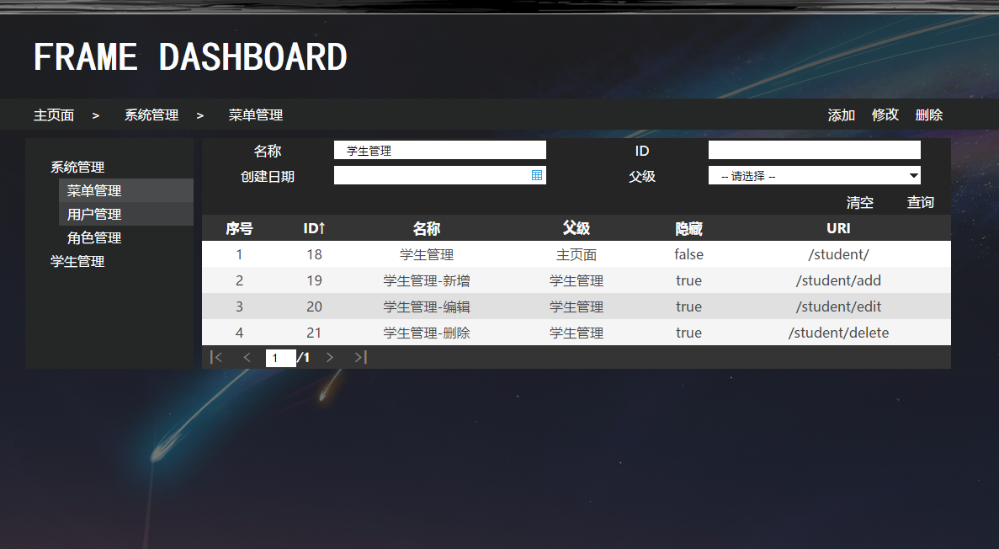 FRAME DASHBOARD
主页面 > 系统管理 > 菜单管理 添加 修改 删除
系统管理
菜单管理
用户管理
角色管理
学生管理
名称 学生管理 ID
创建日期 父级 -- 请选择 --
清空 查询
序号 ID↑ 名称 父级 隐藏 URI
1 18 学生管理 主页面 false /student/
2 19 学生管理-新增 学生管理 true /student/add
3 20 学生管理-编辑 学生管理 true /student/edit
4 21 学生管理-删除 学生管理 true /student/delete
|< < 1 /1 > >|